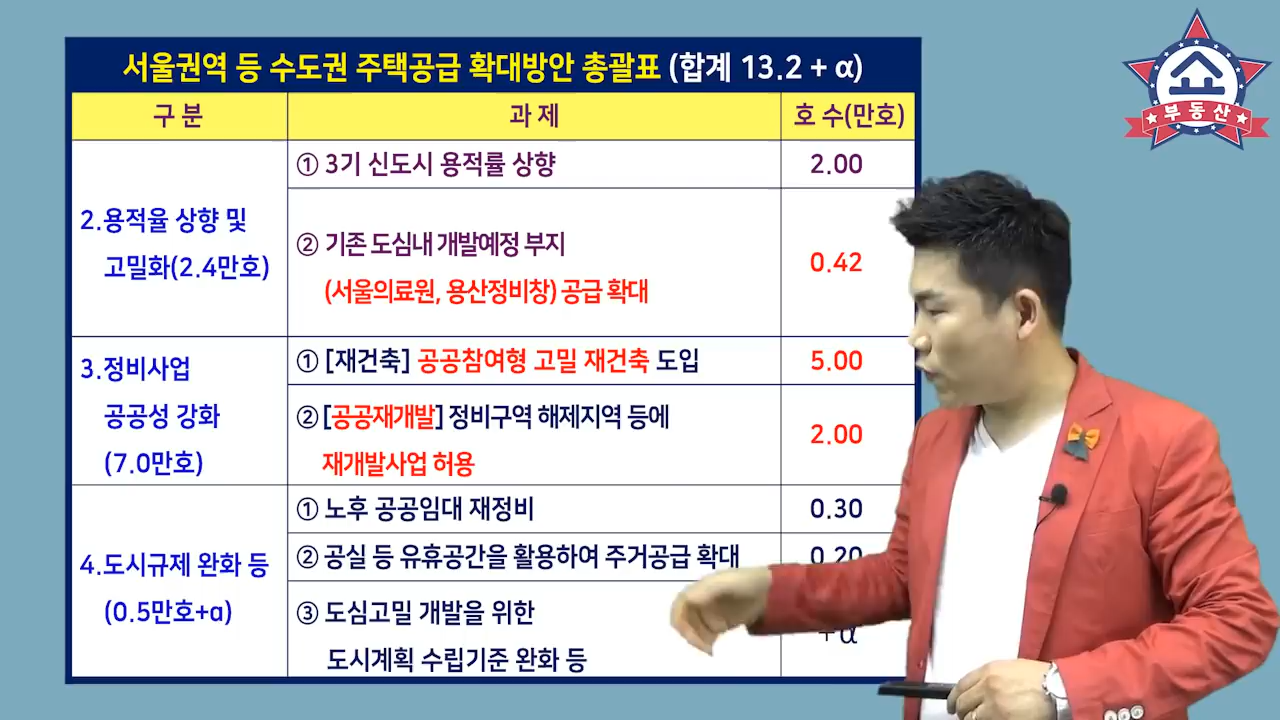 서울권역 등 수도권 주택공급 확대방안 총괄표 (합계 13.2 + α)
구 분 과 제 호 수(만호)
2.용적율 상향 및
고밀화(2.4만호)
① 3기 신도시 용적률 상향 2.00
② 기존 도심내 개발예정 부지
(서울의료원, 용산정비창) 공급 확대
0.42
3.정비사업
공공성 강화
(7.0만호)
① [재건축] 공공참여형 고밀 재건축 도입 5.00
② [공공재개발] 정비구역 해제지역 등에
재개발사업 허용
2.00
4.도시규제 완화 등
(0.5만호+α)
① 노후 공공임대 재정비 0.30
② 공실 등 유휴공간을 활용하여 주거공급 확대 0.20
③ 도심고밀 개발을 위한
도시계획 수립기준 완화 등
+α
부동산